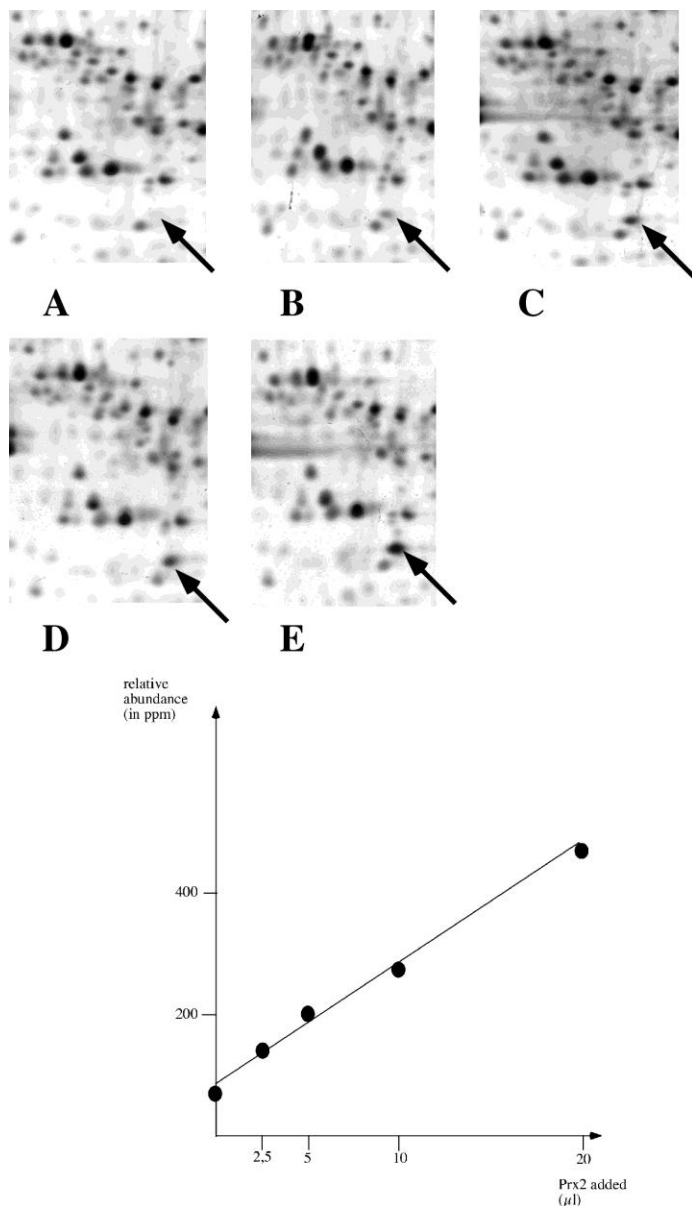 A
B
C
D
E
relative
abundance
(in ppm)
400
200
2,5
5
10
20
Prx2 added
(µl)